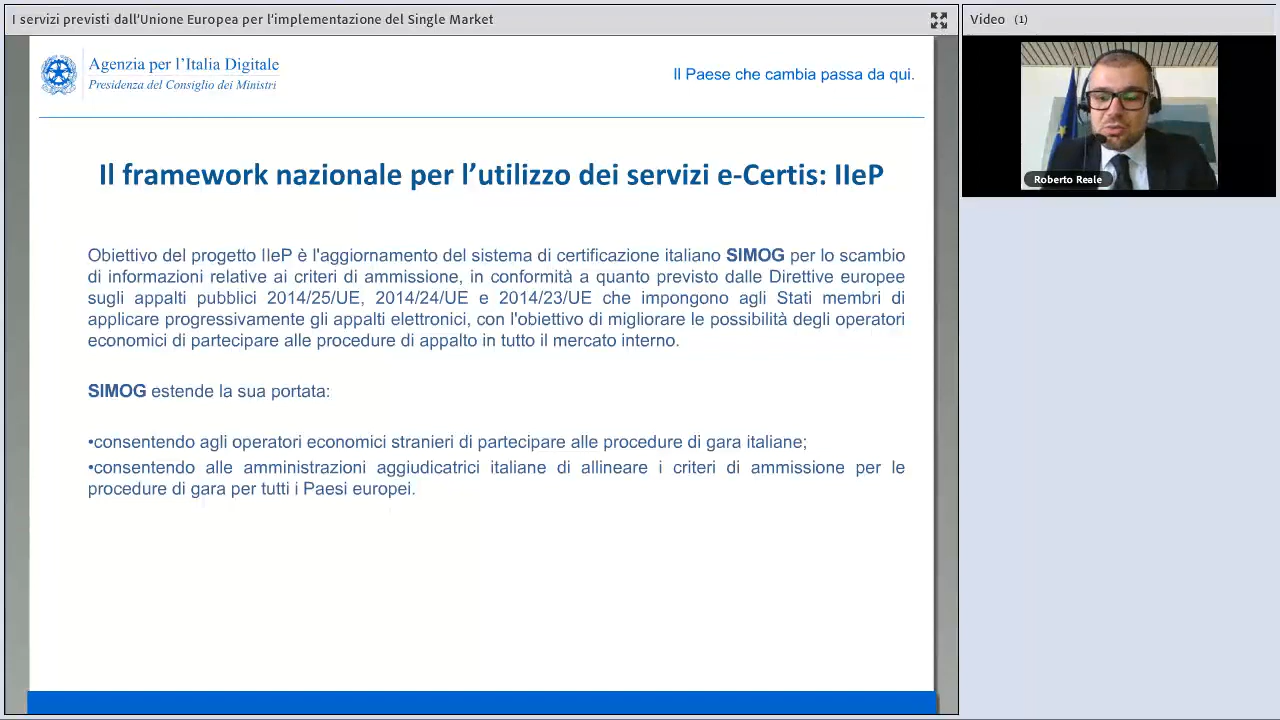 I servizi previsti dall'Unione Europea per l'implementazione del Single Market
Video (1)
Agenzia per l'Italia Digitale
Presidenza del Consiglio dei Ministri
Il Paese che cambia passa da qui.
Roberto Reale
Il framework nazionale per l'utilizzo dei servizi e-Certis: IIeP
Obiettivo del progetto IIeP è l'aggiornamento del sistema di certificazione italiano SIMOG per lo scambio
di informazioni relative ai criteri di ammissione, in conformità a quanto previsto dalle Direttive europee
sugli appalti pubblici 2014/25/UE, 2014/24/UE e 2014/23/UE che impongono agli Stati membri di
applicare progressivamente gli appalti elettronici, con l'obiettivo di migliorare le possibilità degli operatori
economici di partecipare alle procedure di appalto in tutto il mercato interno.
SIMOG estende la sua portata:
•consentendo agli operatori economici stranieri di partecipare alle procedure di gara italiane;
•consentendo alle amministrazioni aggiudicatrici italiane di allineare i criteri di ammissione per le
procedure di gara per tutti i Paesi europei.